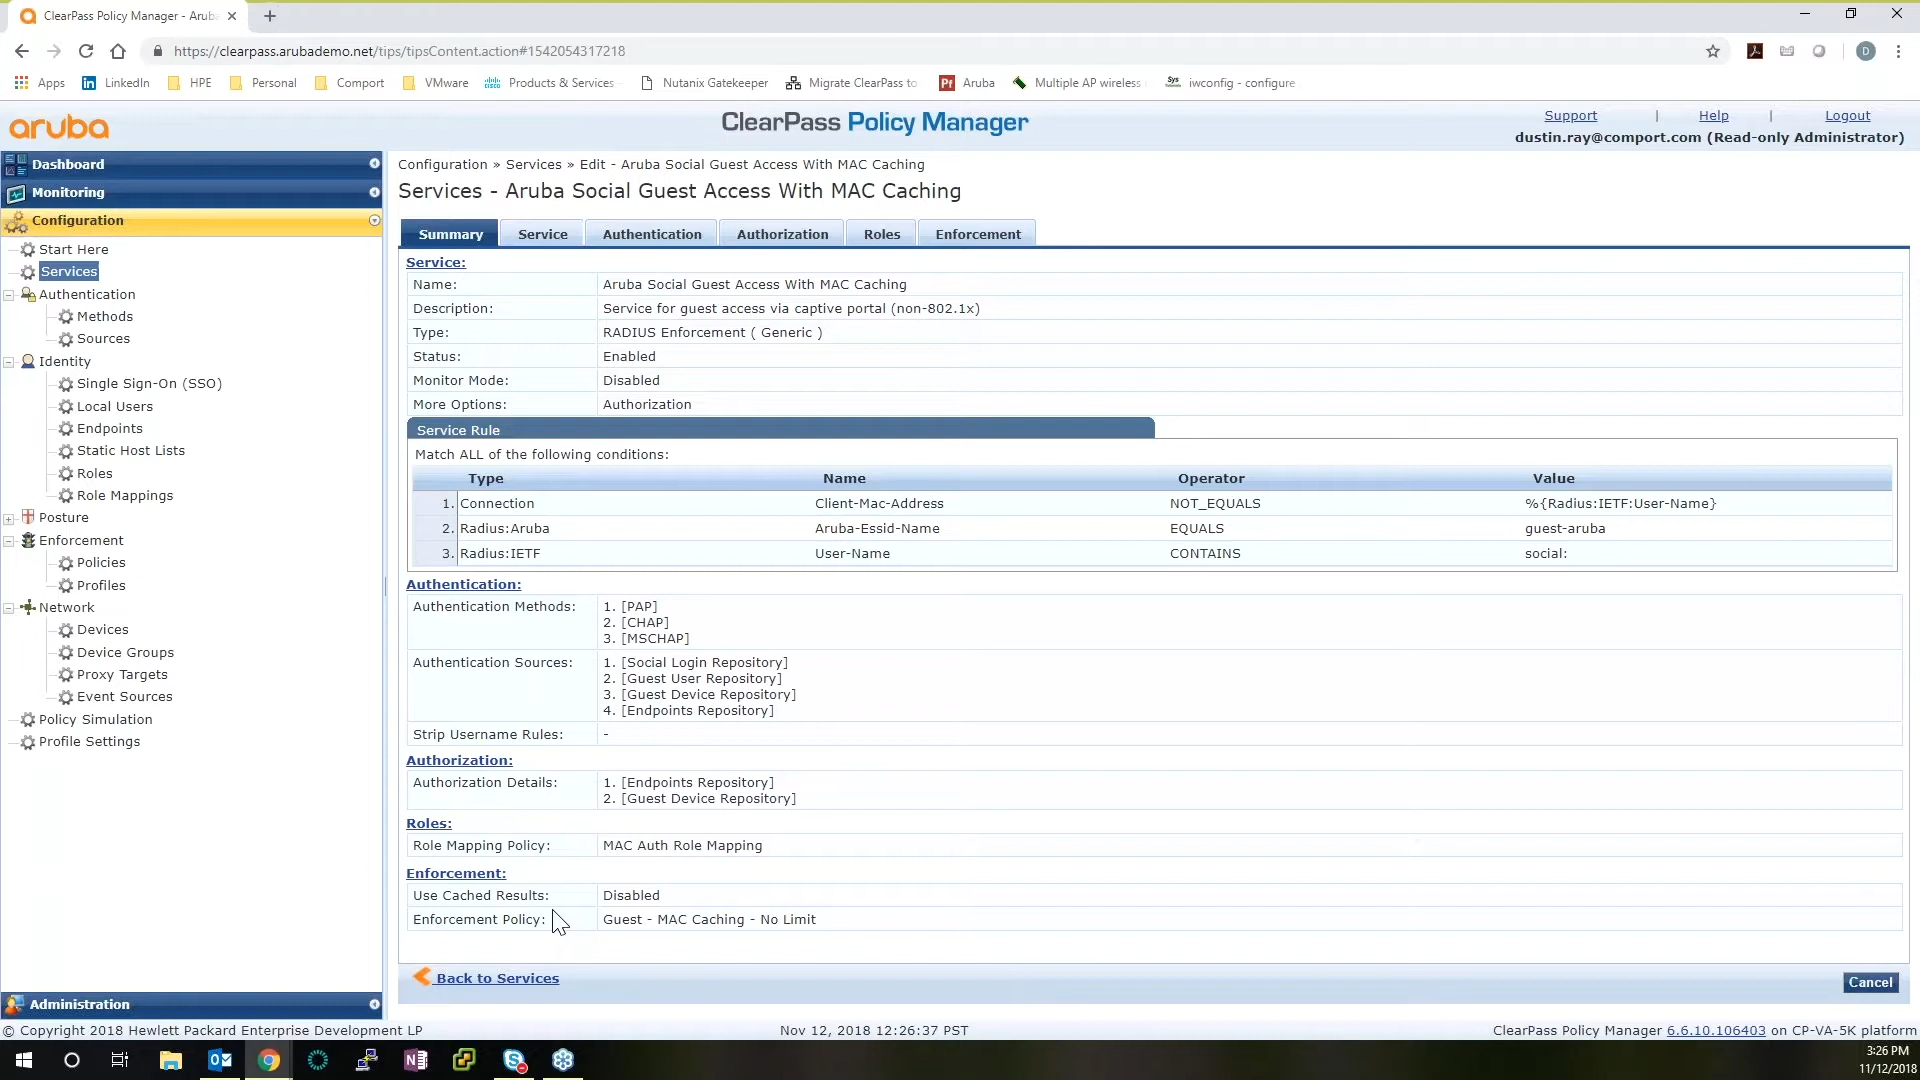 ClearPass Policy Manager - Aruba
https://clearpass.arubademo.net/tips/tipsContent.action#1542054317218
D
Apps LinkedIn HPE Personal Comport VMware Products & Services Nutanix Gatekeeper Migrate ClearPass to Aruba Multiple AP wireless iwconfig - configure
aruba
ClearPass Policy Manager
Support | Help | Logout
dustin.ray@comport.com (Read-only Administrator)
Dashboard
Monitoring
Configuration
Start Here
Services
Authentication
Methods
Sources
Identity
Single Sign-On (SSO)
Local Users
Endpoints
Static Host Lists
Roles
Role Mappings
Posture
Enforcement
Policies
Profiles
Network
Devices
Device Groups
Proxy Targets
Event Sources
Policy Simulation
Profile Settings
Administration
Configuration » Services » Edit - Aruba Social Guest Access With MAC Caching
Services - Aruba Social Guest Access With MAC Caching
Summary Service Authentication Authorization Roles Enforcement
Service:
Name: Aruba Social Guest Access With MAC Caching
Description: Service for guest access via captive portal (non-802.1x)
Type: RADIUS Enforcement ( Generic )
Status: Enabled
Monitor Mode: Disabled
More Options: Authorization
Service Rule
Match ALL of the following conditions:
Type Name Operator Value
1. Connection Client-Mac-Address NOT_EQUALS %{Radius:IETF:User-Name}
2. Radius:Aruba Aruba-Essid-Name EQUALS guest-aruba
3. Radius:IETF User-Name CONTAINS social:
Authentication:
Authentication Methods: 1. [PAP]
2. [CHAP]
3. [MSCHAP]
Authentication Sources: 1. [Social Login Repository]
2. [Guest User Repository]
3. [Guest Device Repository]
4. [Endpoints Repository]
Strip Username Rules: -
Authorization:
Authorization Details: 1. [Endpoints Repository]
2. [Guest Device Repository]
Roles:
Role Mapping Policy: MAC Auth Role Mapping
Enforcement:
Use Cached Results: Disabled
Enforcement Policy: Guest - MAC Caching - No Limit
Back to Services
Cancel
© Copyright 2018 Hewlett Packard Enterprise Development LP Nov 12, 2018 12:26:37 PST ClearPass Policy Manager 6.6.10.106403 on CP-VA-5K platform
3:26 PM
11/12/2018